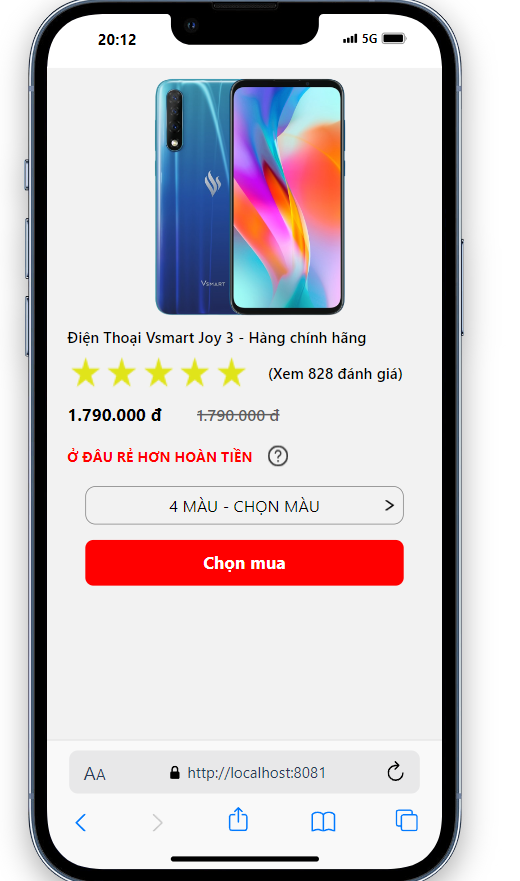 20:12
5G
VSMART
Điện Thoại Vsmart Joy 3 - Hàng chính hãng
(Xem 828 đánh giá)
1.790.000 đ 1.790.000 đ
Ở ĐÂU RẺ HƠN HOÀN TIỀN ?
4 MÀU - CHỌN MÀU >
Chọn mua
AA http://localhost:8081